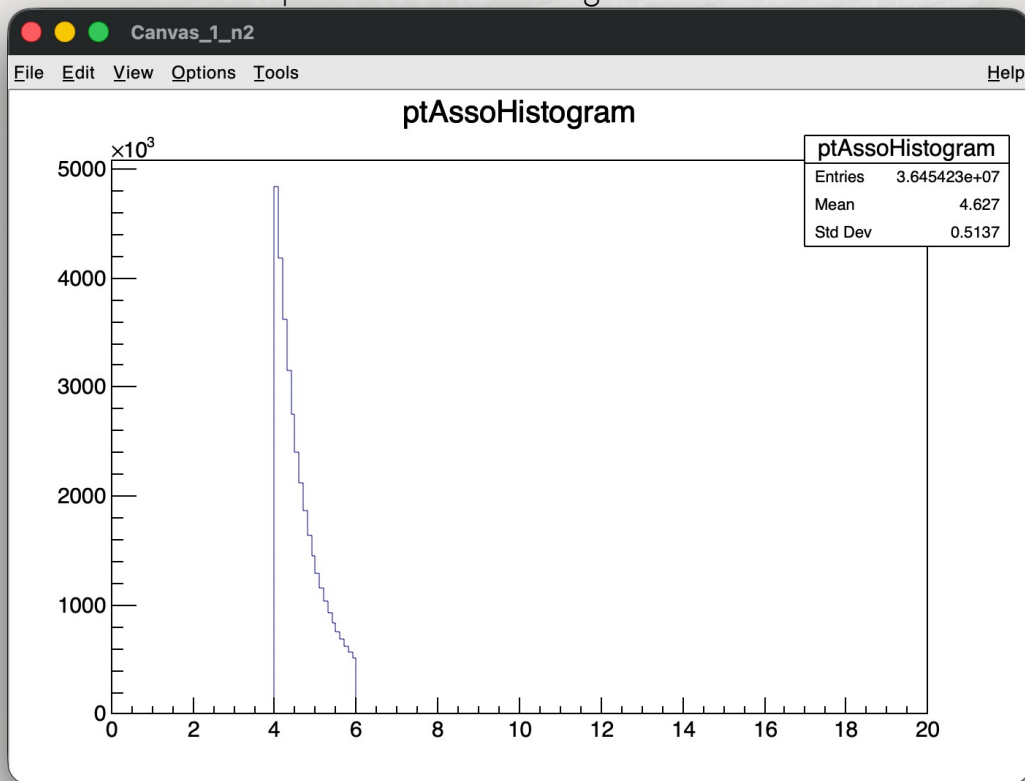 Canvas_1_n2
File Edit View Options Tools Help
ptAssoHistogram
×10³
ptAssoHistogram
Entries 3.645423e+07
Mean 4.627
Std Dev 0.5137
5000
4000
3000
2000
1000
0
0 2 4 6 8 10 12 14 16 18 20